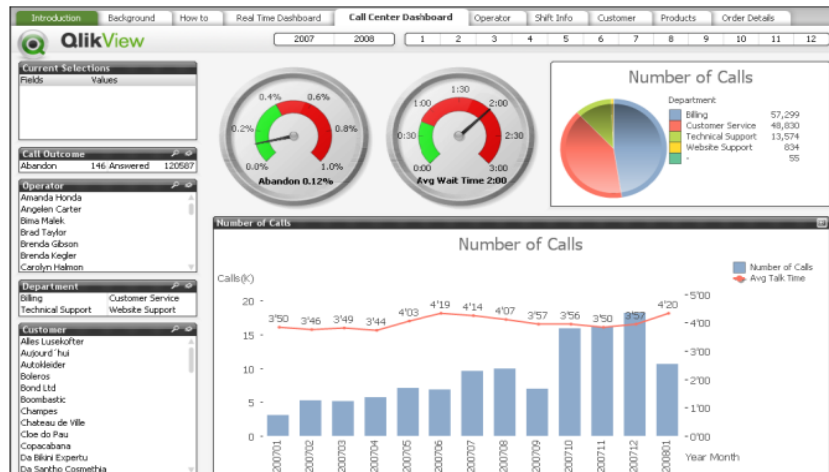 Introduction Background How to Real Time Dashboard Call Center Dashboard Operator Shift Info Customer Products Order Details
QlikView
2007 2008 1 2 3 4 5 6 7 8 9 10 11 12
Current Selections
Fields Values
Call Outcome
Abandon 146 Answered 120587
Operator
Amanda Honda
Angelen Carter
Bima Malek
Brad Taylor
Brenda Gibson
Brenda Kegler
Carolyn Halmon
Department
Billing Customer Service
Technical Support Website Support
Customer
Alles Lusekofter
Aujourd´hui
Autokleider
Boleros
Bond Ltd
Boombastic
Champes
Chateau de Ville
Cloe do Pau
Copacabana
Da Bikini Expertu
Da Santho Cosmethia
0.0% 0.2% 0.4% 0.6% 0.8% 1.0%
Abandon 0.12%
0:00 0:30 1:00 1:30 2:00 2:30 3:00
Avg Wait Time 2:00
Number of Calls
Department
Billing 57,299
Customer Service 48,830
Technical Support 13,574
Website Support 834
- 55
Number of Calls
Number of Calls
Number of Calls
Avg Talk Time
Calls(K)
20
15
10
5
0
3'50 3'46 3'49 3'44 4'03 4'19 4'14 4'07 3'57 3'56 3'50 3'57 4'20
5'00
4'00
3'00
2'00
1'00
0'00
200701 200702 200703 200704 200705 200706 200707 200708 200709 200710 200711 200712 200801
Year Month